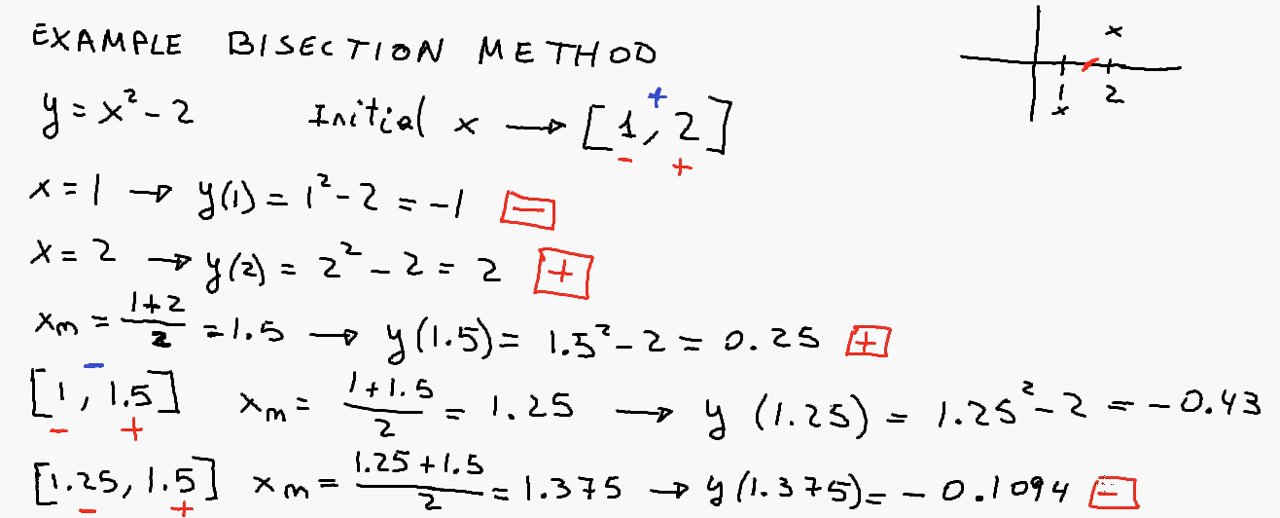 EXAMPLE BISECTION METHOD
y = x² - 2 Initial x → [1, 2]
+
- +
x
1 2
x
x = 1 → y(1) = 1² - 2 = -1 -
x = 2 → y(2) = 2² - 2 = 2 +
xm = (1+2)/2 = 1.5 → y(1.5) = 1.5² - 2 = 0.25 +
-
[1, 1.5] xm = (1+1.5)/2 = 1.25 → y(1.25) = 1.25² - 2 = -0.43
- +
[1.25, 1.5] xm = (1.25+1.5)/2 = 1.375 → y(1.375) = -0.1094 -
- +